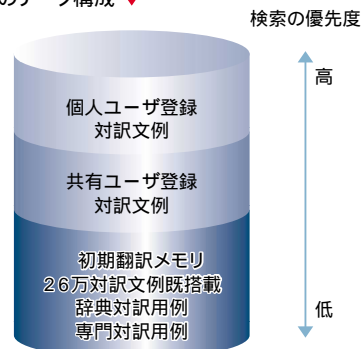 のデータ構成 ▼
検索の優先度
高
個人ユーザ登録
対訳文例
共有ユーザ登録
対訳文例
初期翻訳メモリ
26万対訳文例既搭載
辞典対訳用例
専門対訳用例
低